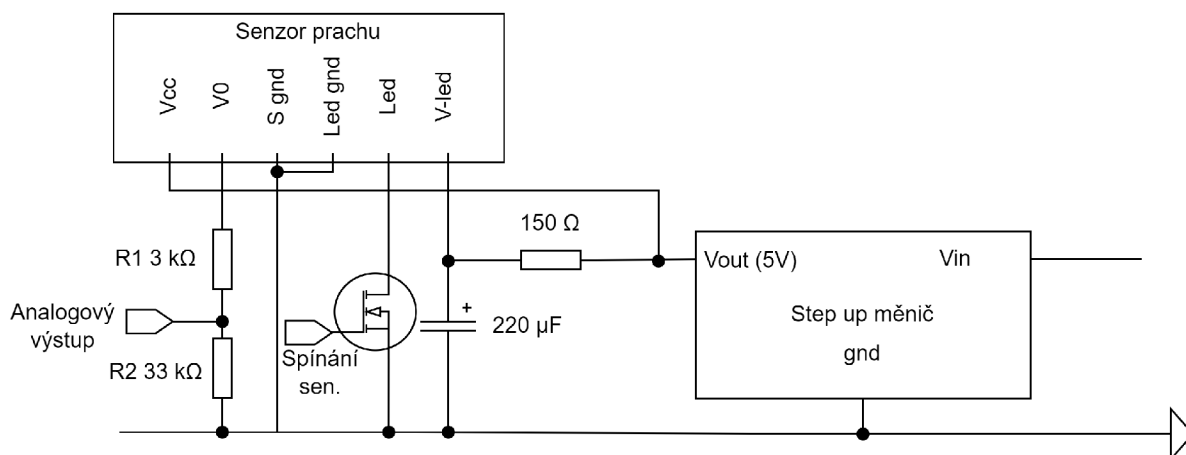 Senzor prachu
Vcc
V0
S gnd
Led gnd
Led
V-led
150 Ω
R1 3 kΩ
Vout (5V)
Vin
Analogový
výstup
+
220 µF
Step up měnič
gnd
Spínání
sen.
R2 33 kΩ